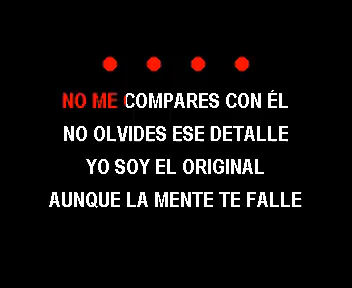 NO ME COMPARES CON ÉL
NO OLVIDES ESE DETALLE
YO SOY EL ORIGINAL
AUNQUE LA MENTE TE FALLE